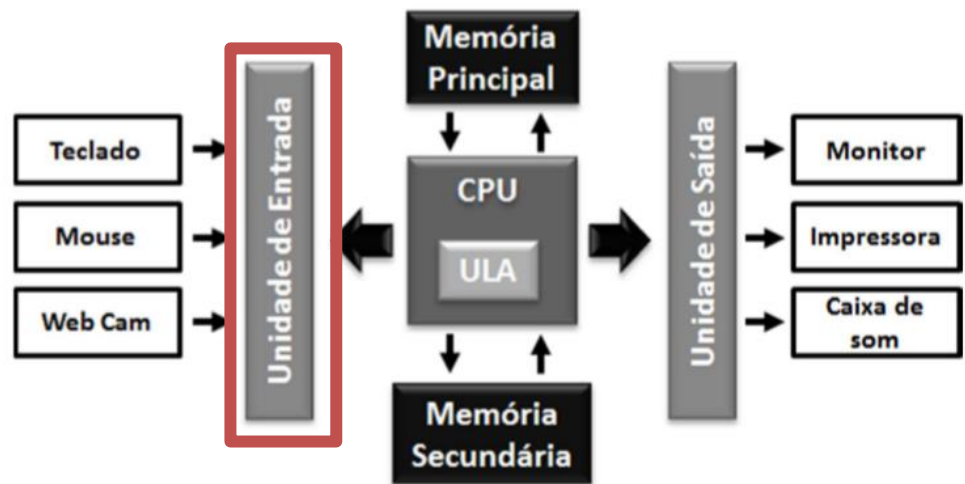 Teclado
Mouse
Web Cam
Unidade de Entrada
Memória
Principal
CPU
ULA
Memória
Secundária
Unidade de Saída
Monitor
Impressora
Caixa de
som